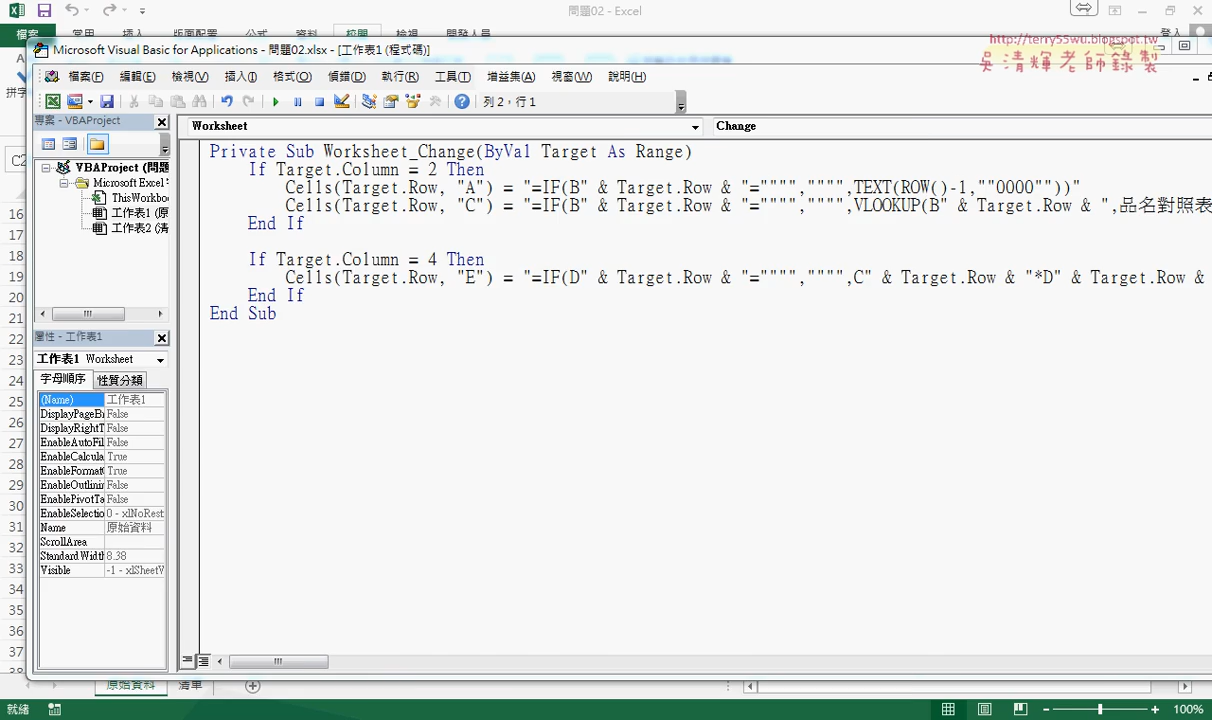 問題02 - Excel
檔案 常用 插入 版面配置 公式 資料 校閱 檢視 開發人員 登入
http://terry55wu.blogspot.tw
吳清輝老師錄製
Microsoft Visual Basic for Applications - 問題02.xlsx - [工作表1 (程式碼)]
檔案(F) 編輯(E) 檢視(V) 插入(I) 格式(O) 偵錯(D) 執行(R) 工具(T) 增益集(A) 視窗(W) 說明(H)
列 2，行 1
專案 - VBAProject
VBAProject (問題
Microsoft Excel
ThisWorkbo
工作表1 (原
工作表2 (清
屬性 - 工作表1
工作表1 Worksheet
字母順序 性質分類
(Name) 工作表1
DisplayPageB False
DisplayRightT False
EnableAutoFil False
EnableCalcula True
EnableFormat True
EnableOutlinin False
EnablePivotTa False
EnableSelectio 0 - xlNoRest
Name 原始資料
ScrollArea
StandardWidth 8.38
Visible -1 - xlSheetV
Worksheet Change
Private Sub Worksheet_Change(ByVal Target As Range)
If Target.Column = 2 Then
Cells(Target.Row, "A") = "=IF(B" & Target.Row & "="""","""",TEXT(ROW()-1,""0000""))"
Cells(Target.Row, "C") = "=IF(B" & Target.Row & "="""","""",VLOOKUP(B" & Target.Row & ",品名對照表
End If
If Target.Column = 4 Then
Cells(Target.Row, "E") = "=IF(D" & Target.Row & "="""","""",C" & Target.Row & "*D" & Target.Row &
End If
End Sub
16
17
18
19
20
21
22
23
24
25
26
27
28
29
30
31
32
33
34
35
36
37
原始資料 清單
就緒 100%